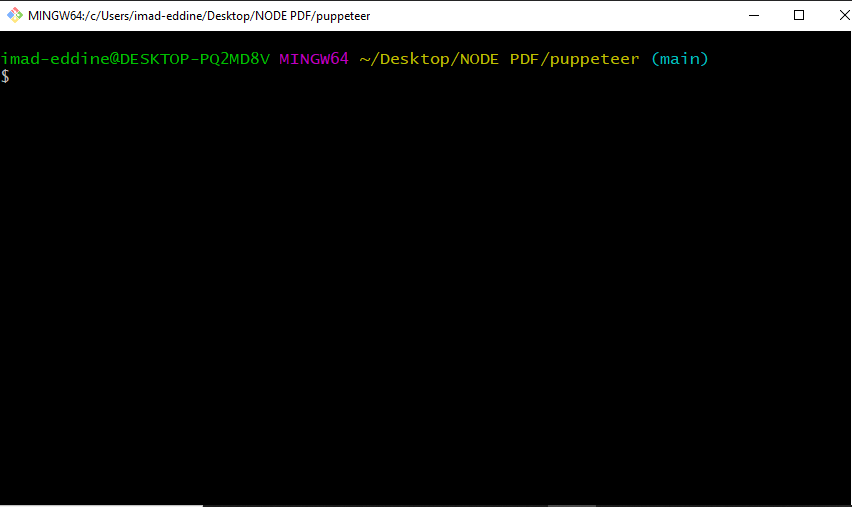 MINGW64:/c/Users/imad-eddine/Desktop/NODE PDF/puppeteer
imad-eddine@DESKTOP-PQ2MD8V MINGW64 ~/Desktop/NODE PDF/puppeteer (main)
$